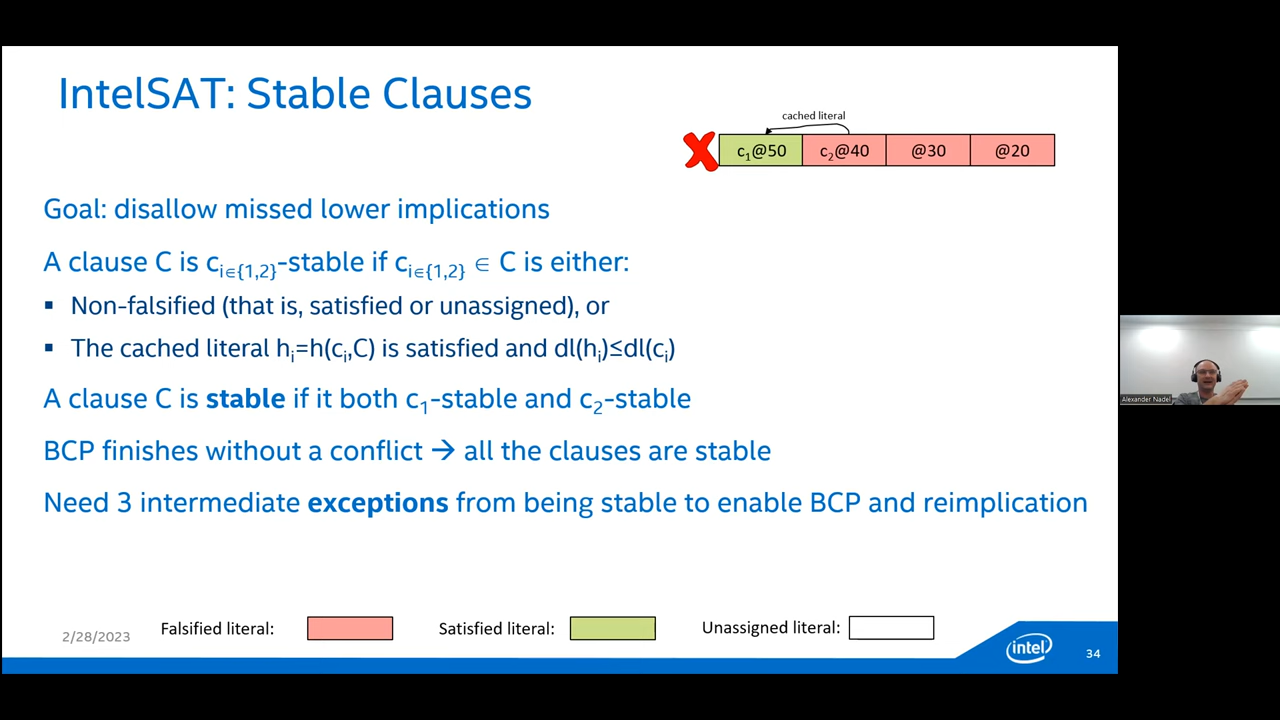 IntelSAT: Stable Clauses
cached literal
c1@50 c2@40 @30 @20
Goal: disallow missed lower implications
A clause C is ci∈{1,2}-stable if ci∈{1,2} ∈ C is either:
▪ Non-falsified (that is, satisfied or unassigned), or
▪ The cached literal hi=h(ci,C) is satisfied and dl(hi)≤dl(ci)
A clause C is stable if it both c1-stable and c2-stable
BCP finishes without a conflict → all the clauses are stable
Need 3 intermediate exceptions from being stable to enable BCP and reimplication
Alexander Nadel
2/28/2023
Falsified literal: Satisfied literal: Unassigned literal:
intel
34